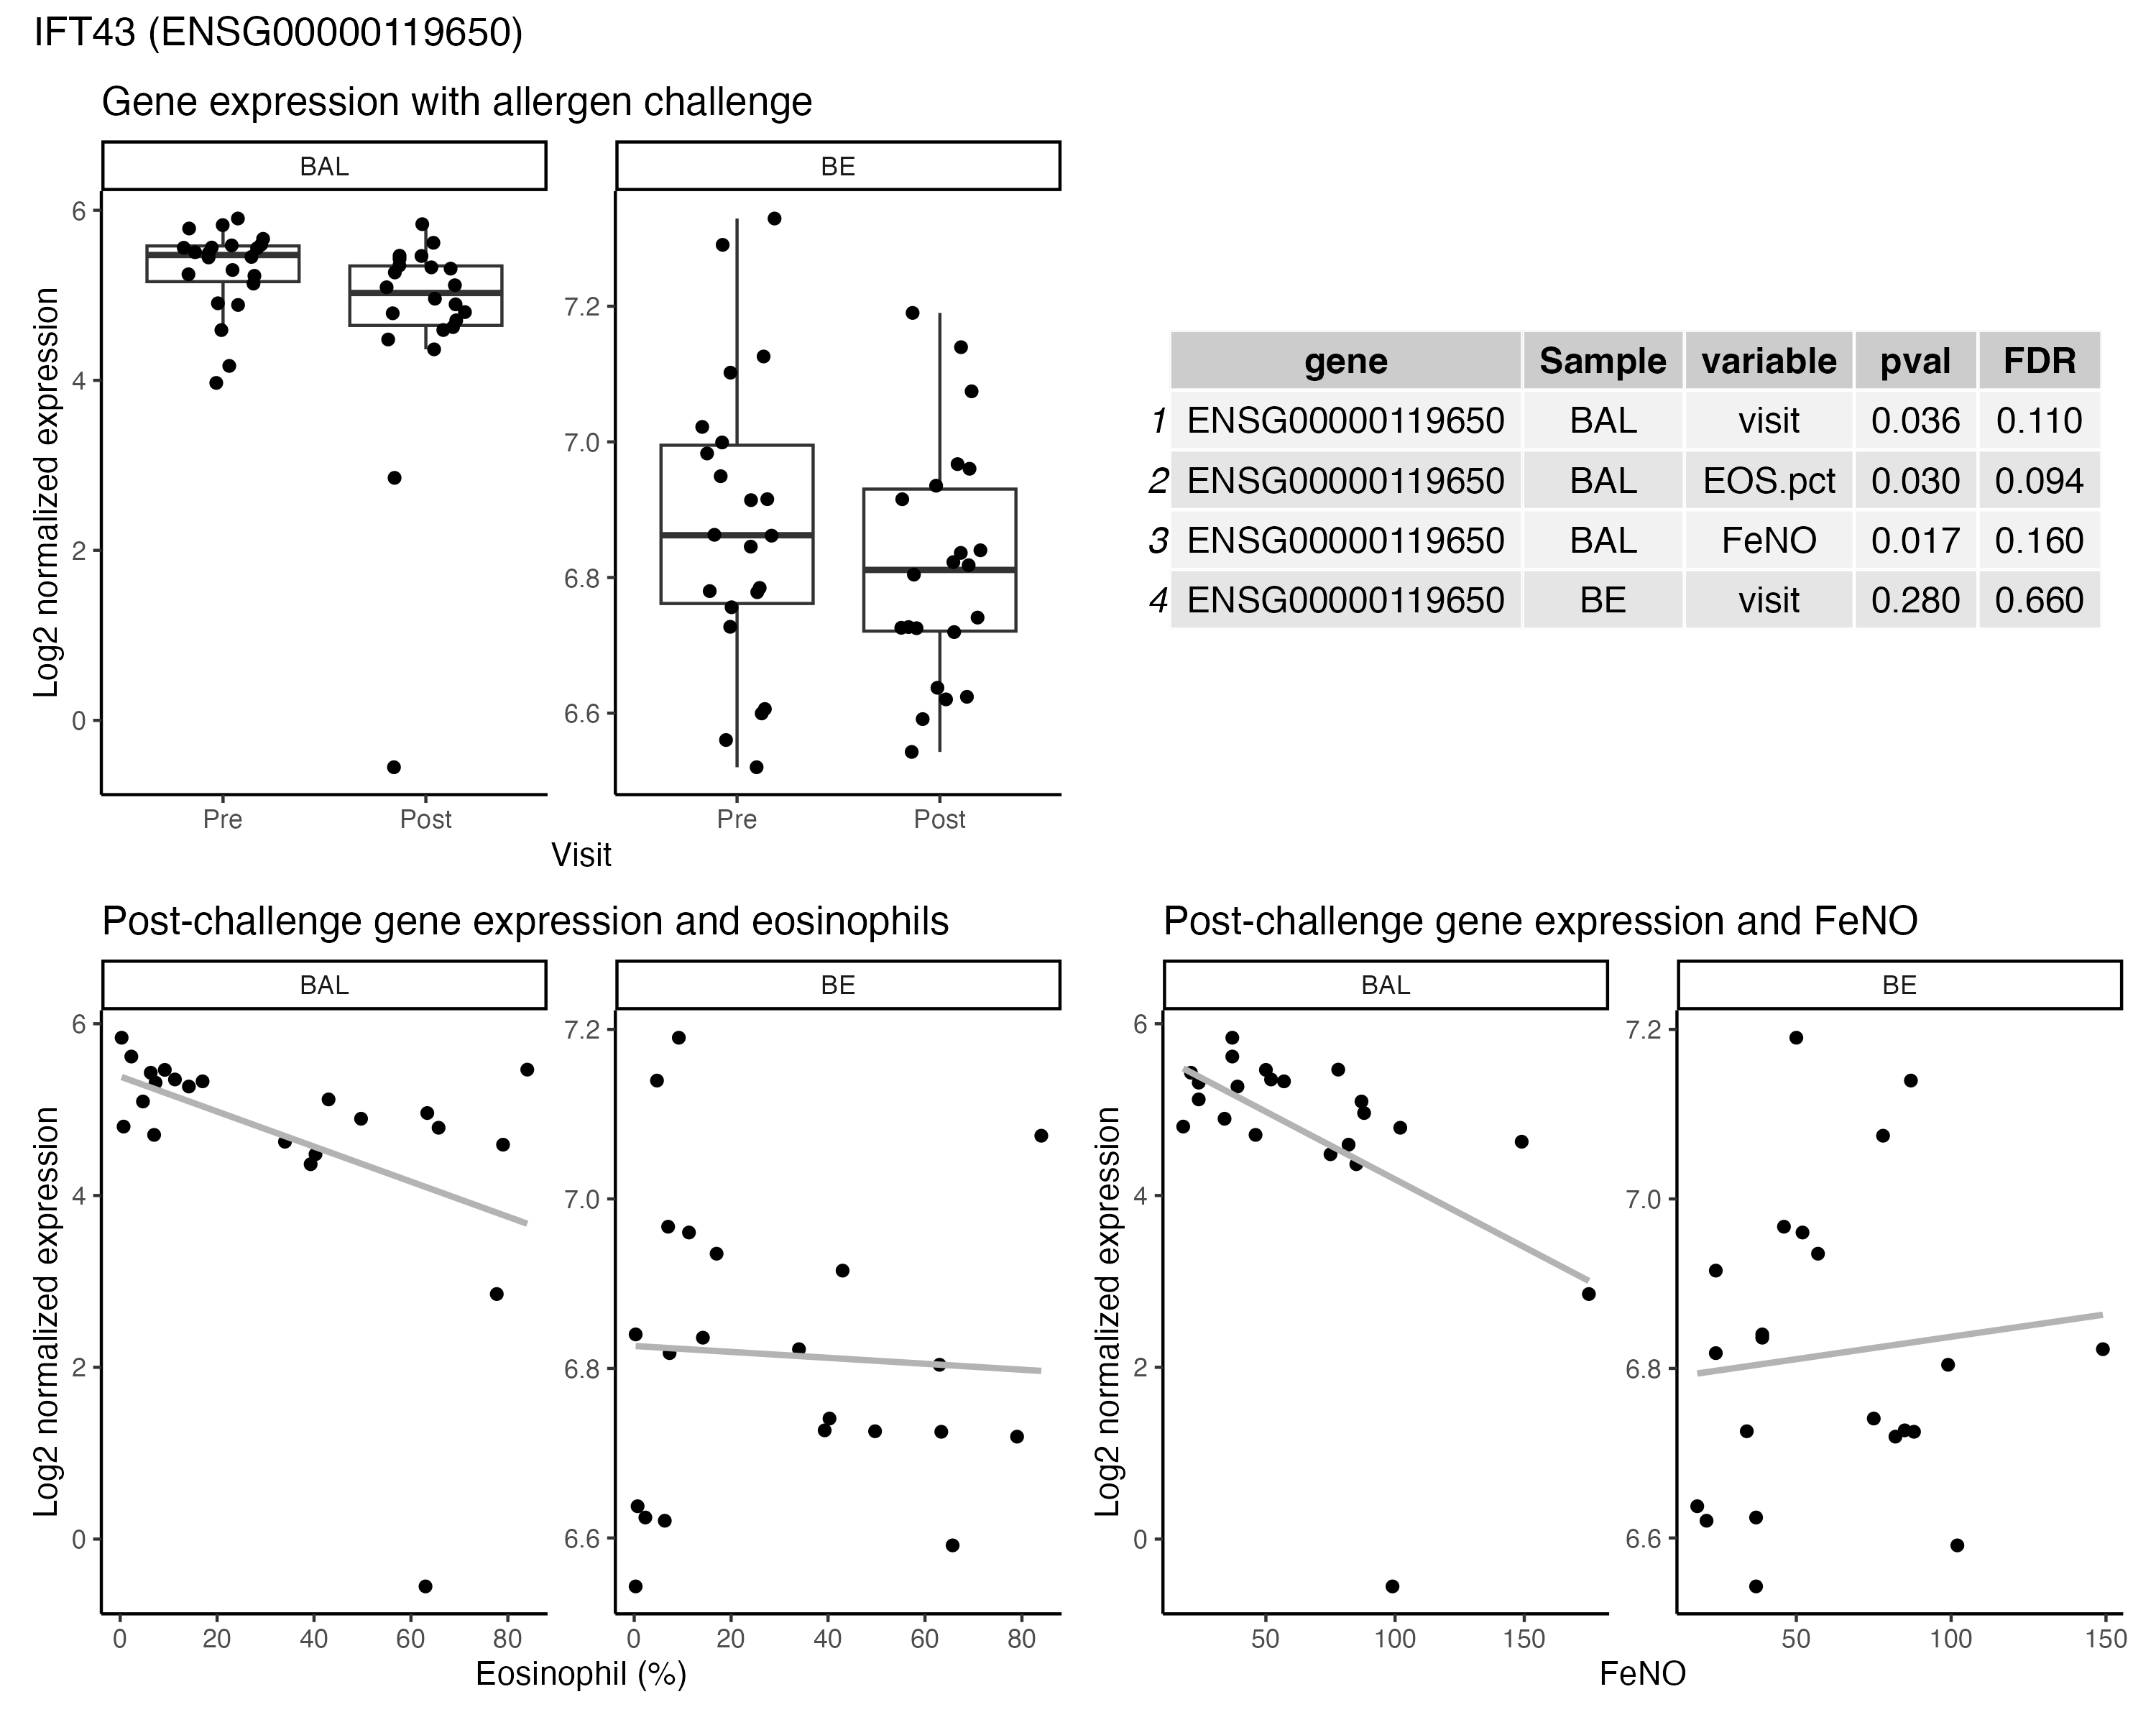 IFT43 (ENSG00000119650)
Gene expression with allergen challenge
BAL BE
Log2 normalized expression
6
4
2
0
7.2
7.0
6.8
6.6
Pre Post Pre Post
Visit
gene Sample variable pval FDR
1 ENSG00000119650 BAL visit 0.036 0.110
2 ENSG00000119650 BAL EOS.pct 0.030 0.094
3 ENSG00000119650 BAL FeNO 0.017 0.160
4 ENSG00000119650 BE visit 0.280 0.660
Post-challenge gene expression and eosinophils
BAL BE
Log2 normalized expression
6
4
2
0
7.2
7.0
6.8
6.6
0 20 40 60 80 0 20 40 60 80
Eosinophil (%)
Post-challenge gene expression and FeNO
BAL BE
Log2 normalized expression
6
4
2
0
7.2
7.0
6.8
6.6
50 100 150 50 100 150
FeNO